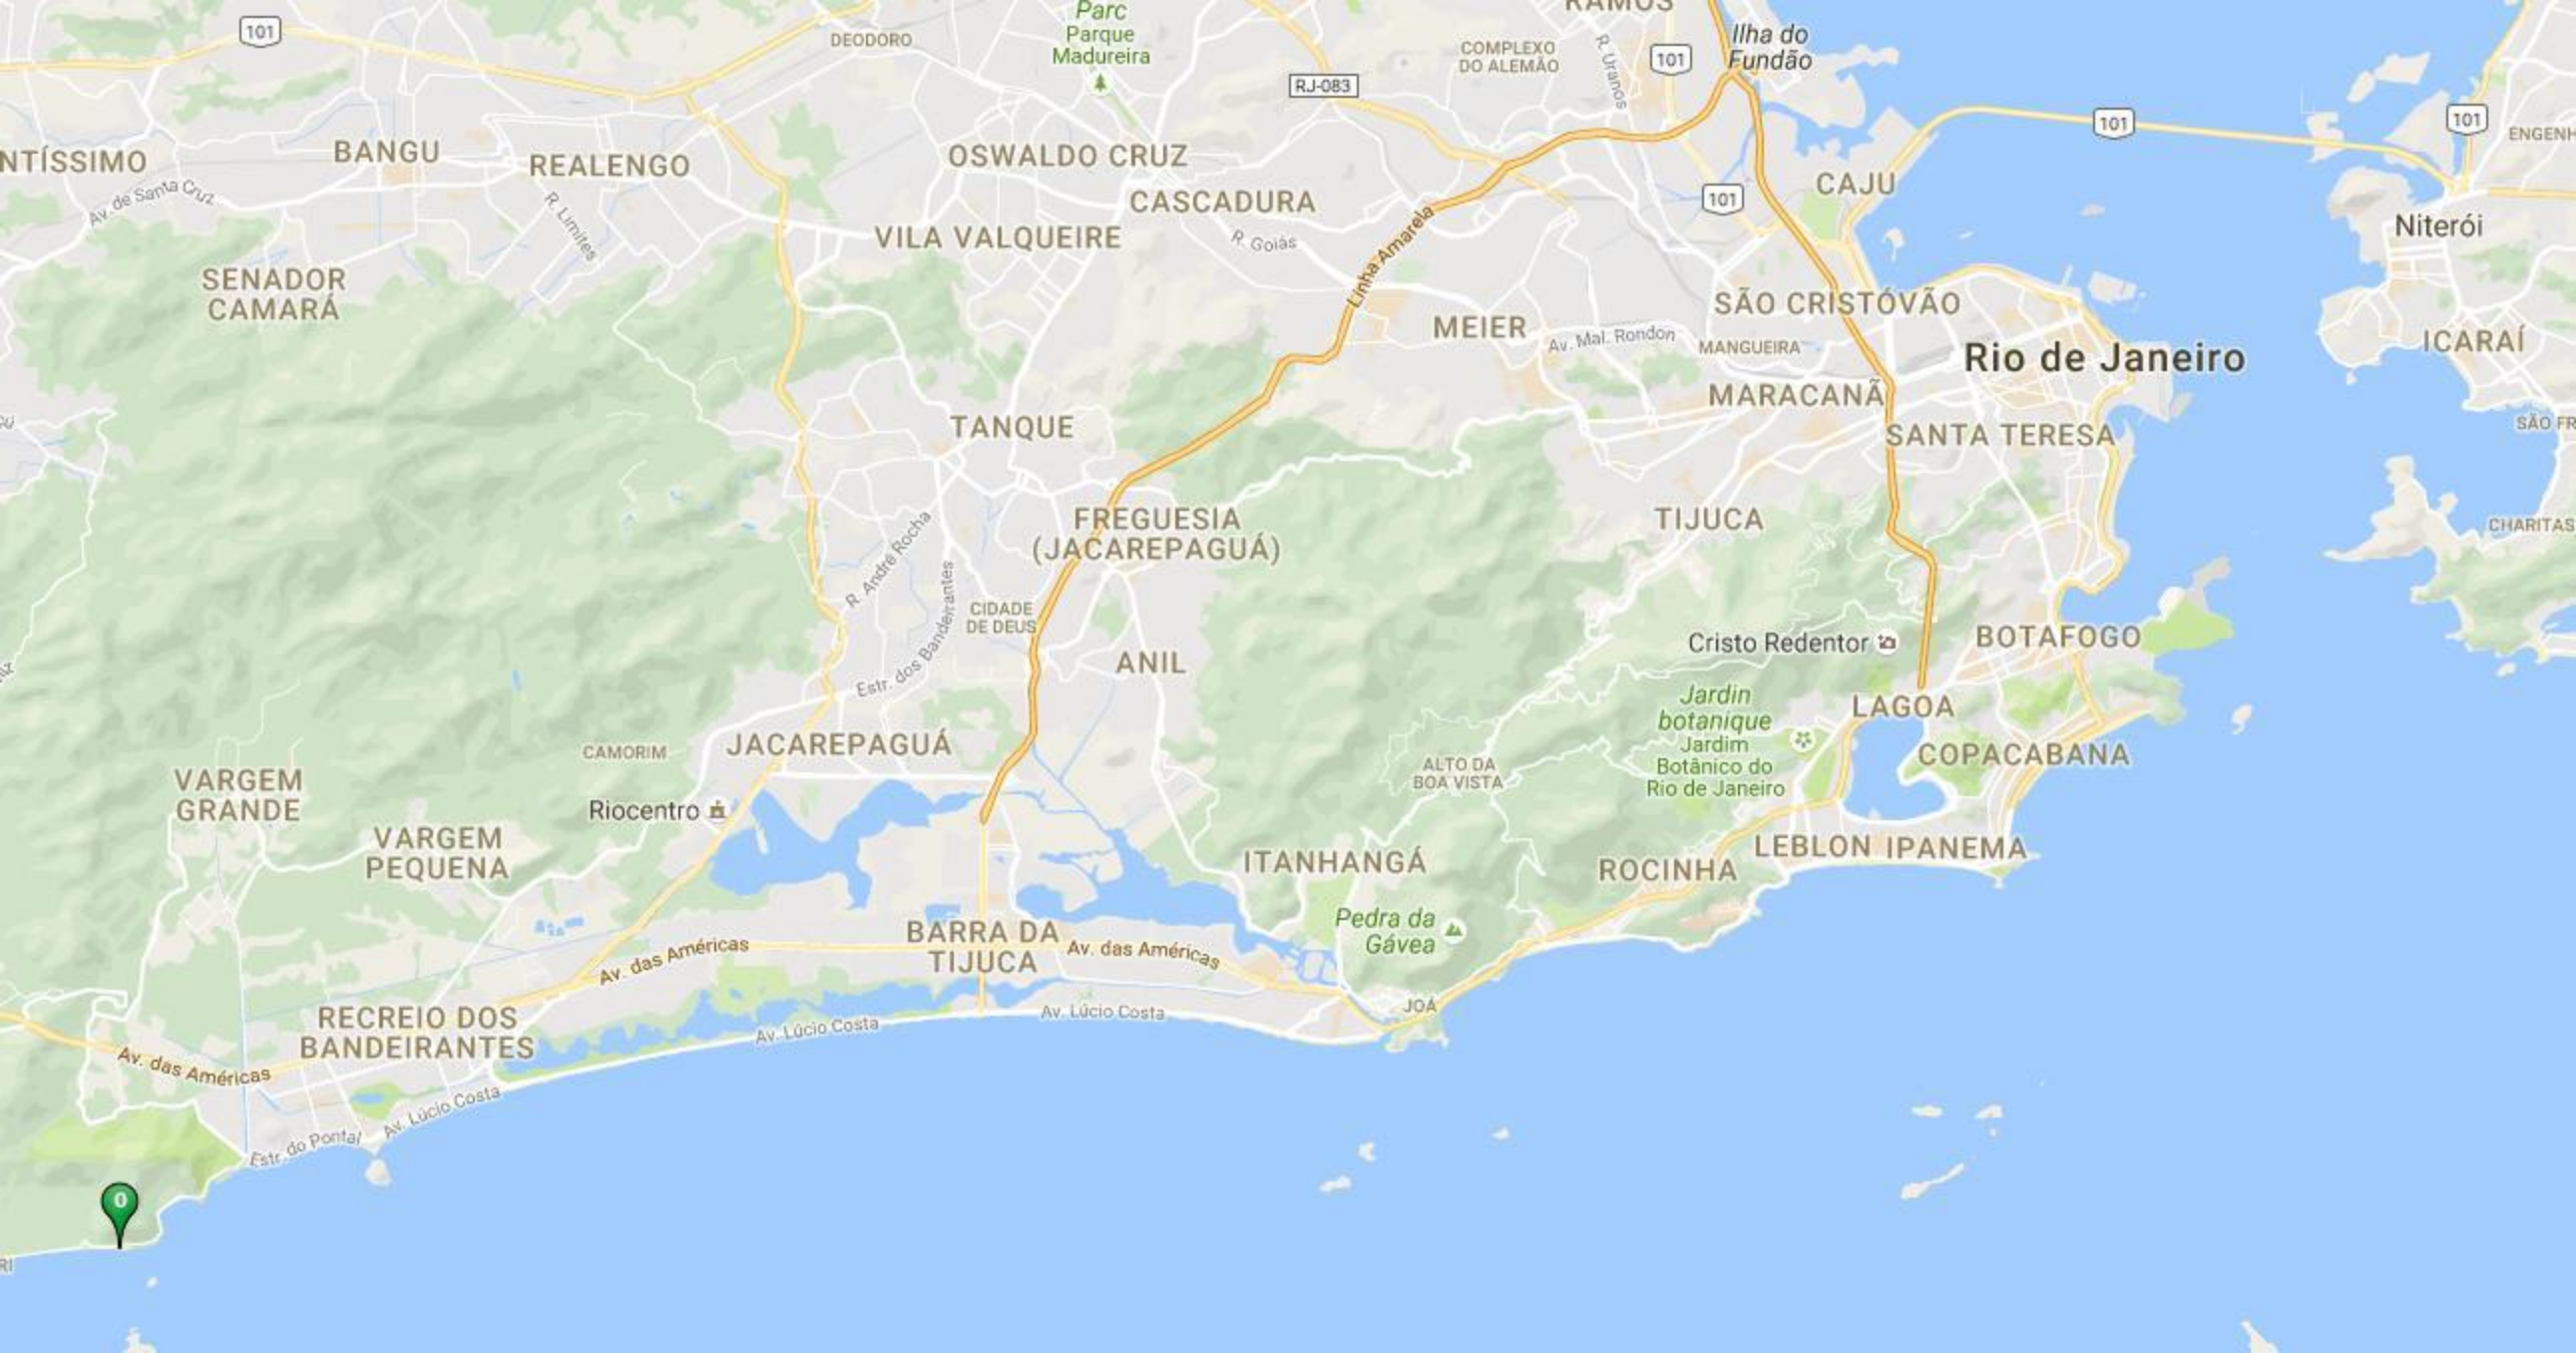 RAMOS
Parc
Parque
Madureira
101
DEODORO
Ilha do
Fundão
COMPLEXO
DO ALEMÃO
R. Uranos
101
RJ-083
101
101
ENGENH
NTÍSSIMO
BANGU
REALENGO
OSWALDO CRUZ
CASCADURA
CAJU
Av. de Santa Cruz
R. Limites
101
Niterói
VILA VALQUEIRE
R. Goiás
Linha Amarela
SENADOR
CAMARÁ
SÃO CRISTÓVÃO
MEIER
Av. Mal. Rondon
MANGUEIRA
Rio de Janeiro
ICARAÍ
MARACANÃ
TANQUE
SANTA TERESA
SÃO FR
FREGUESIA
(JACAREPAGUÁ)
TIJUCA
CHARITAS
R. André Rocha
Estr. dos Bandeirantes
CIDADE
DE DEUS
ANIL
Cristo Redentor
BOTAFOGO
Jardin
botanique
Jardim
Botânico do
Rio de Janeiro
LAGOA
CAMORIM
JACAREPAGUÁ
COPACABANA
ALTO DA
BOA VISTA
VARGEM
GRANDE
Riocentro
VARGEM
PEQUENA
ITANHANGÁ
ROCINHA
LEBLON
IPANEMA
Pedra da
Gávea
BARRA DA
TIJUCA
Av. das Américas
Av. das Américas
JOÁ
RECREIO DOS
BANDEIRANTES
Av. Lúcio Costa
Av. Lúcio Costa
Av. das Américas
Av. Lúcio Costa
Estr. do Pontal
0
RI